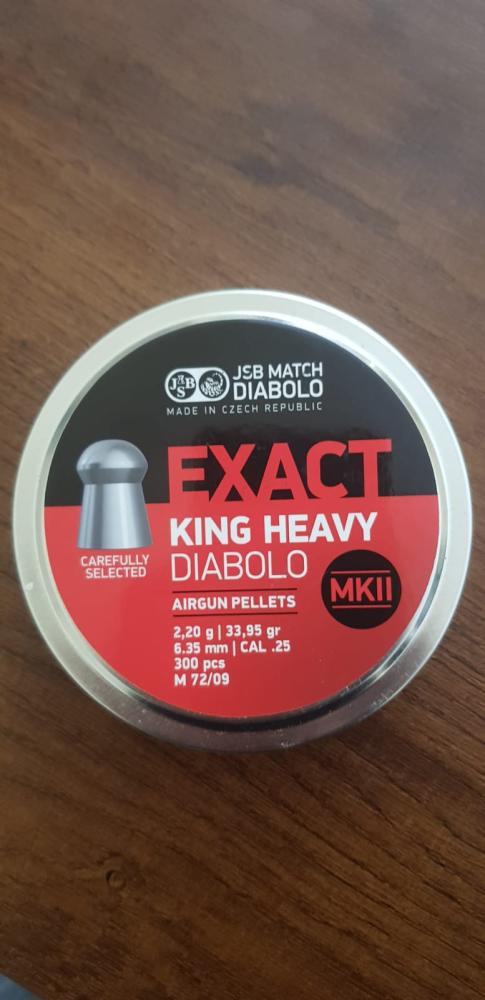 JSB
JSB MATCH
DIABOLO
MADE IN CZECH REPUBLIC
EXACT
KING HEAVY
DIABOLO
CAREFULLY
SELECTED
MKII
AIRGUN PELLETS
2,20 g | 33,95 gr
6.35 mm | CAL .25
300 pcs
M 72/09